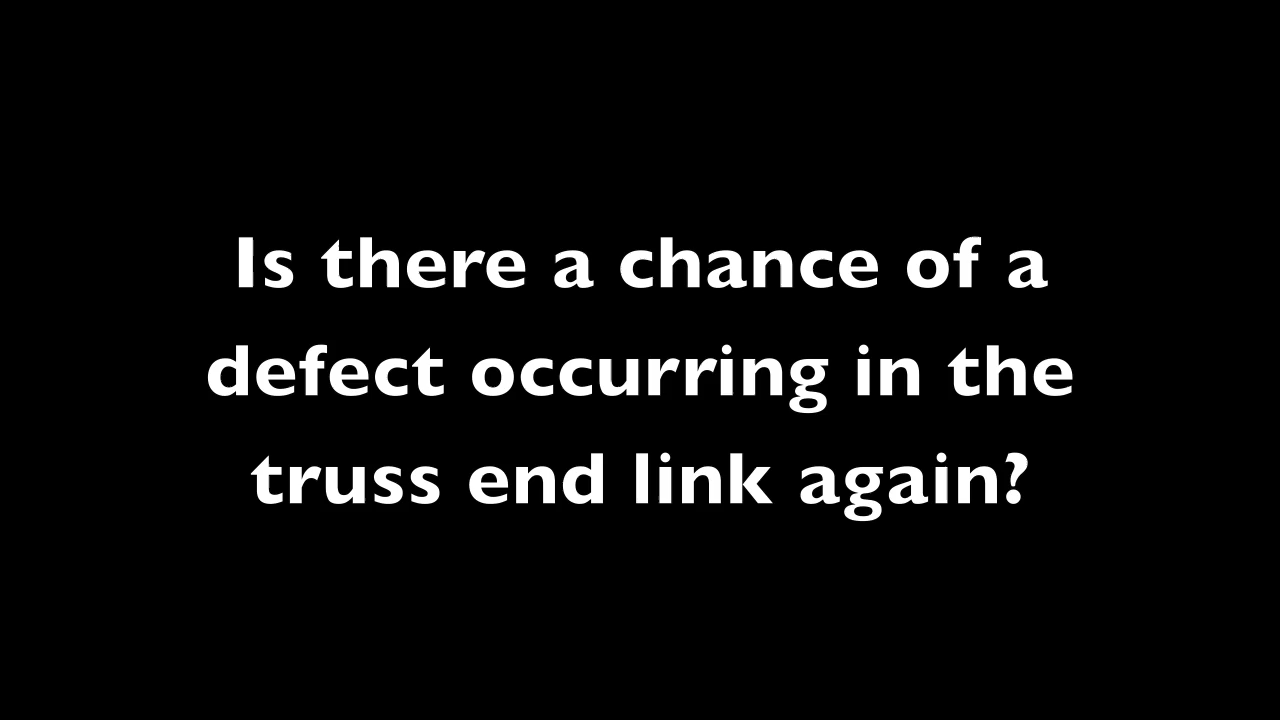 Is there a chance of a
defect occurring in the
truss end link again?